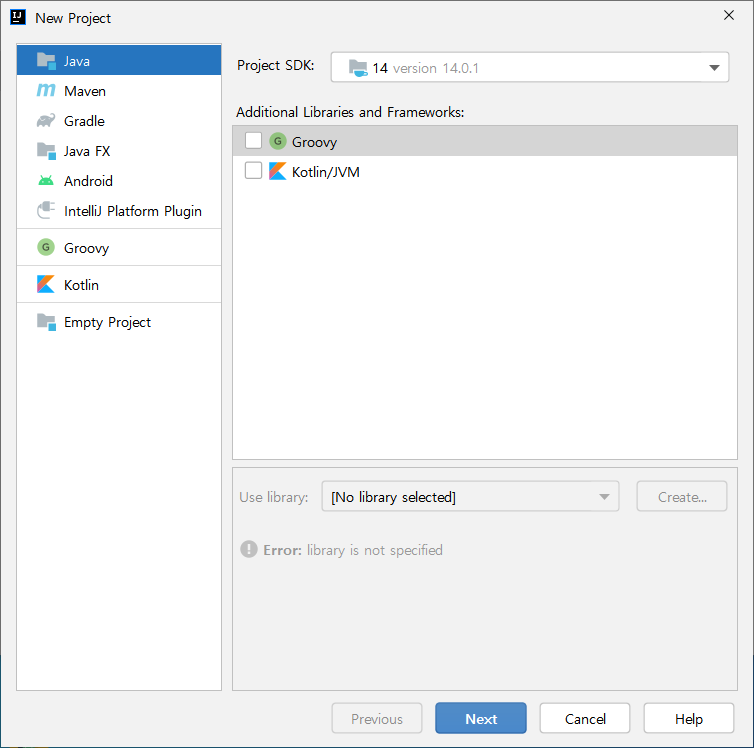 New Project
Java
Maven
Gradle
Java FX
Android
IntelliJ Platform Plugin
Groovy
Kotlin
Empty Project
Project SDK: 14 version 14.0.1
Additional Libraries and Frameworks:
Groovy
Kotlin/JVM
Use library: [No library selected] Create...
Error: library is not specified
Previous Next Cancel Help